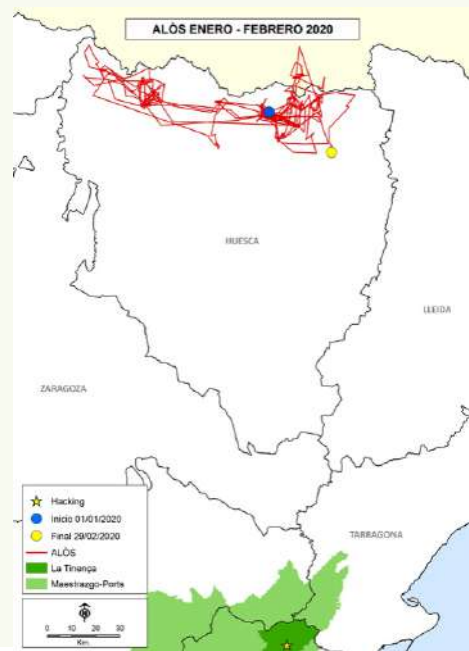 ALÒS ENERO - FEBRERO 2020
HUESCA
LLEIDA
ZARAGOZA
TARRAGONA
Hacking
Inicio 01/01/2020
Final 29/02/2020
ALÒS
La Tinença
Maestrazgo-Ports
N
0 10 20 30
Km.